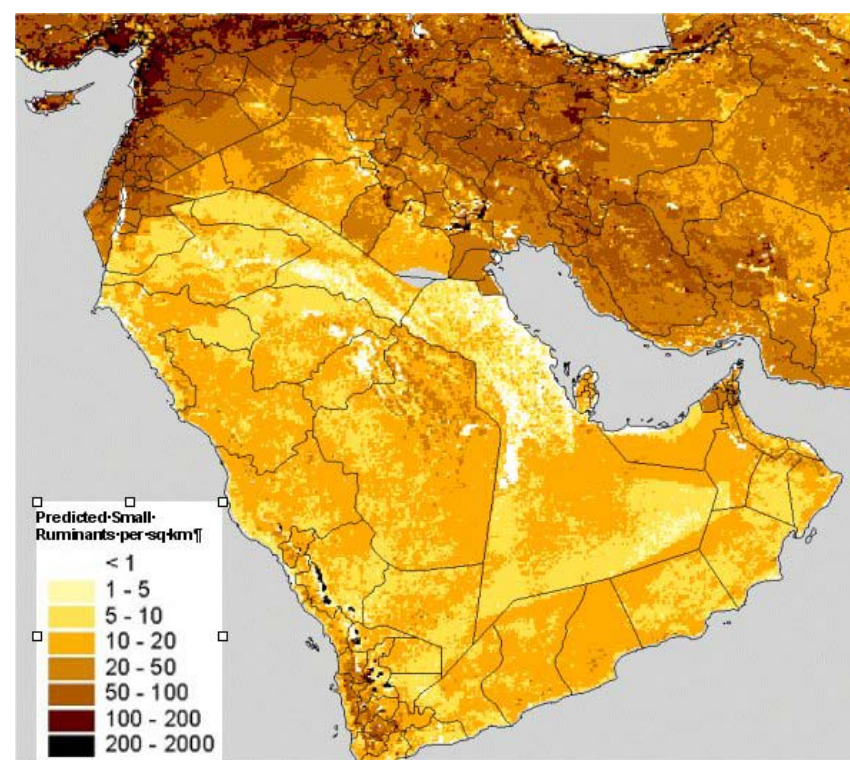 Predicted·Small·
Ruminants·per·sq·km¶
< 1
1 - 5
5 - 10
10 - 20
20 - 50
50 - 100
100 - 200
200 - 2000